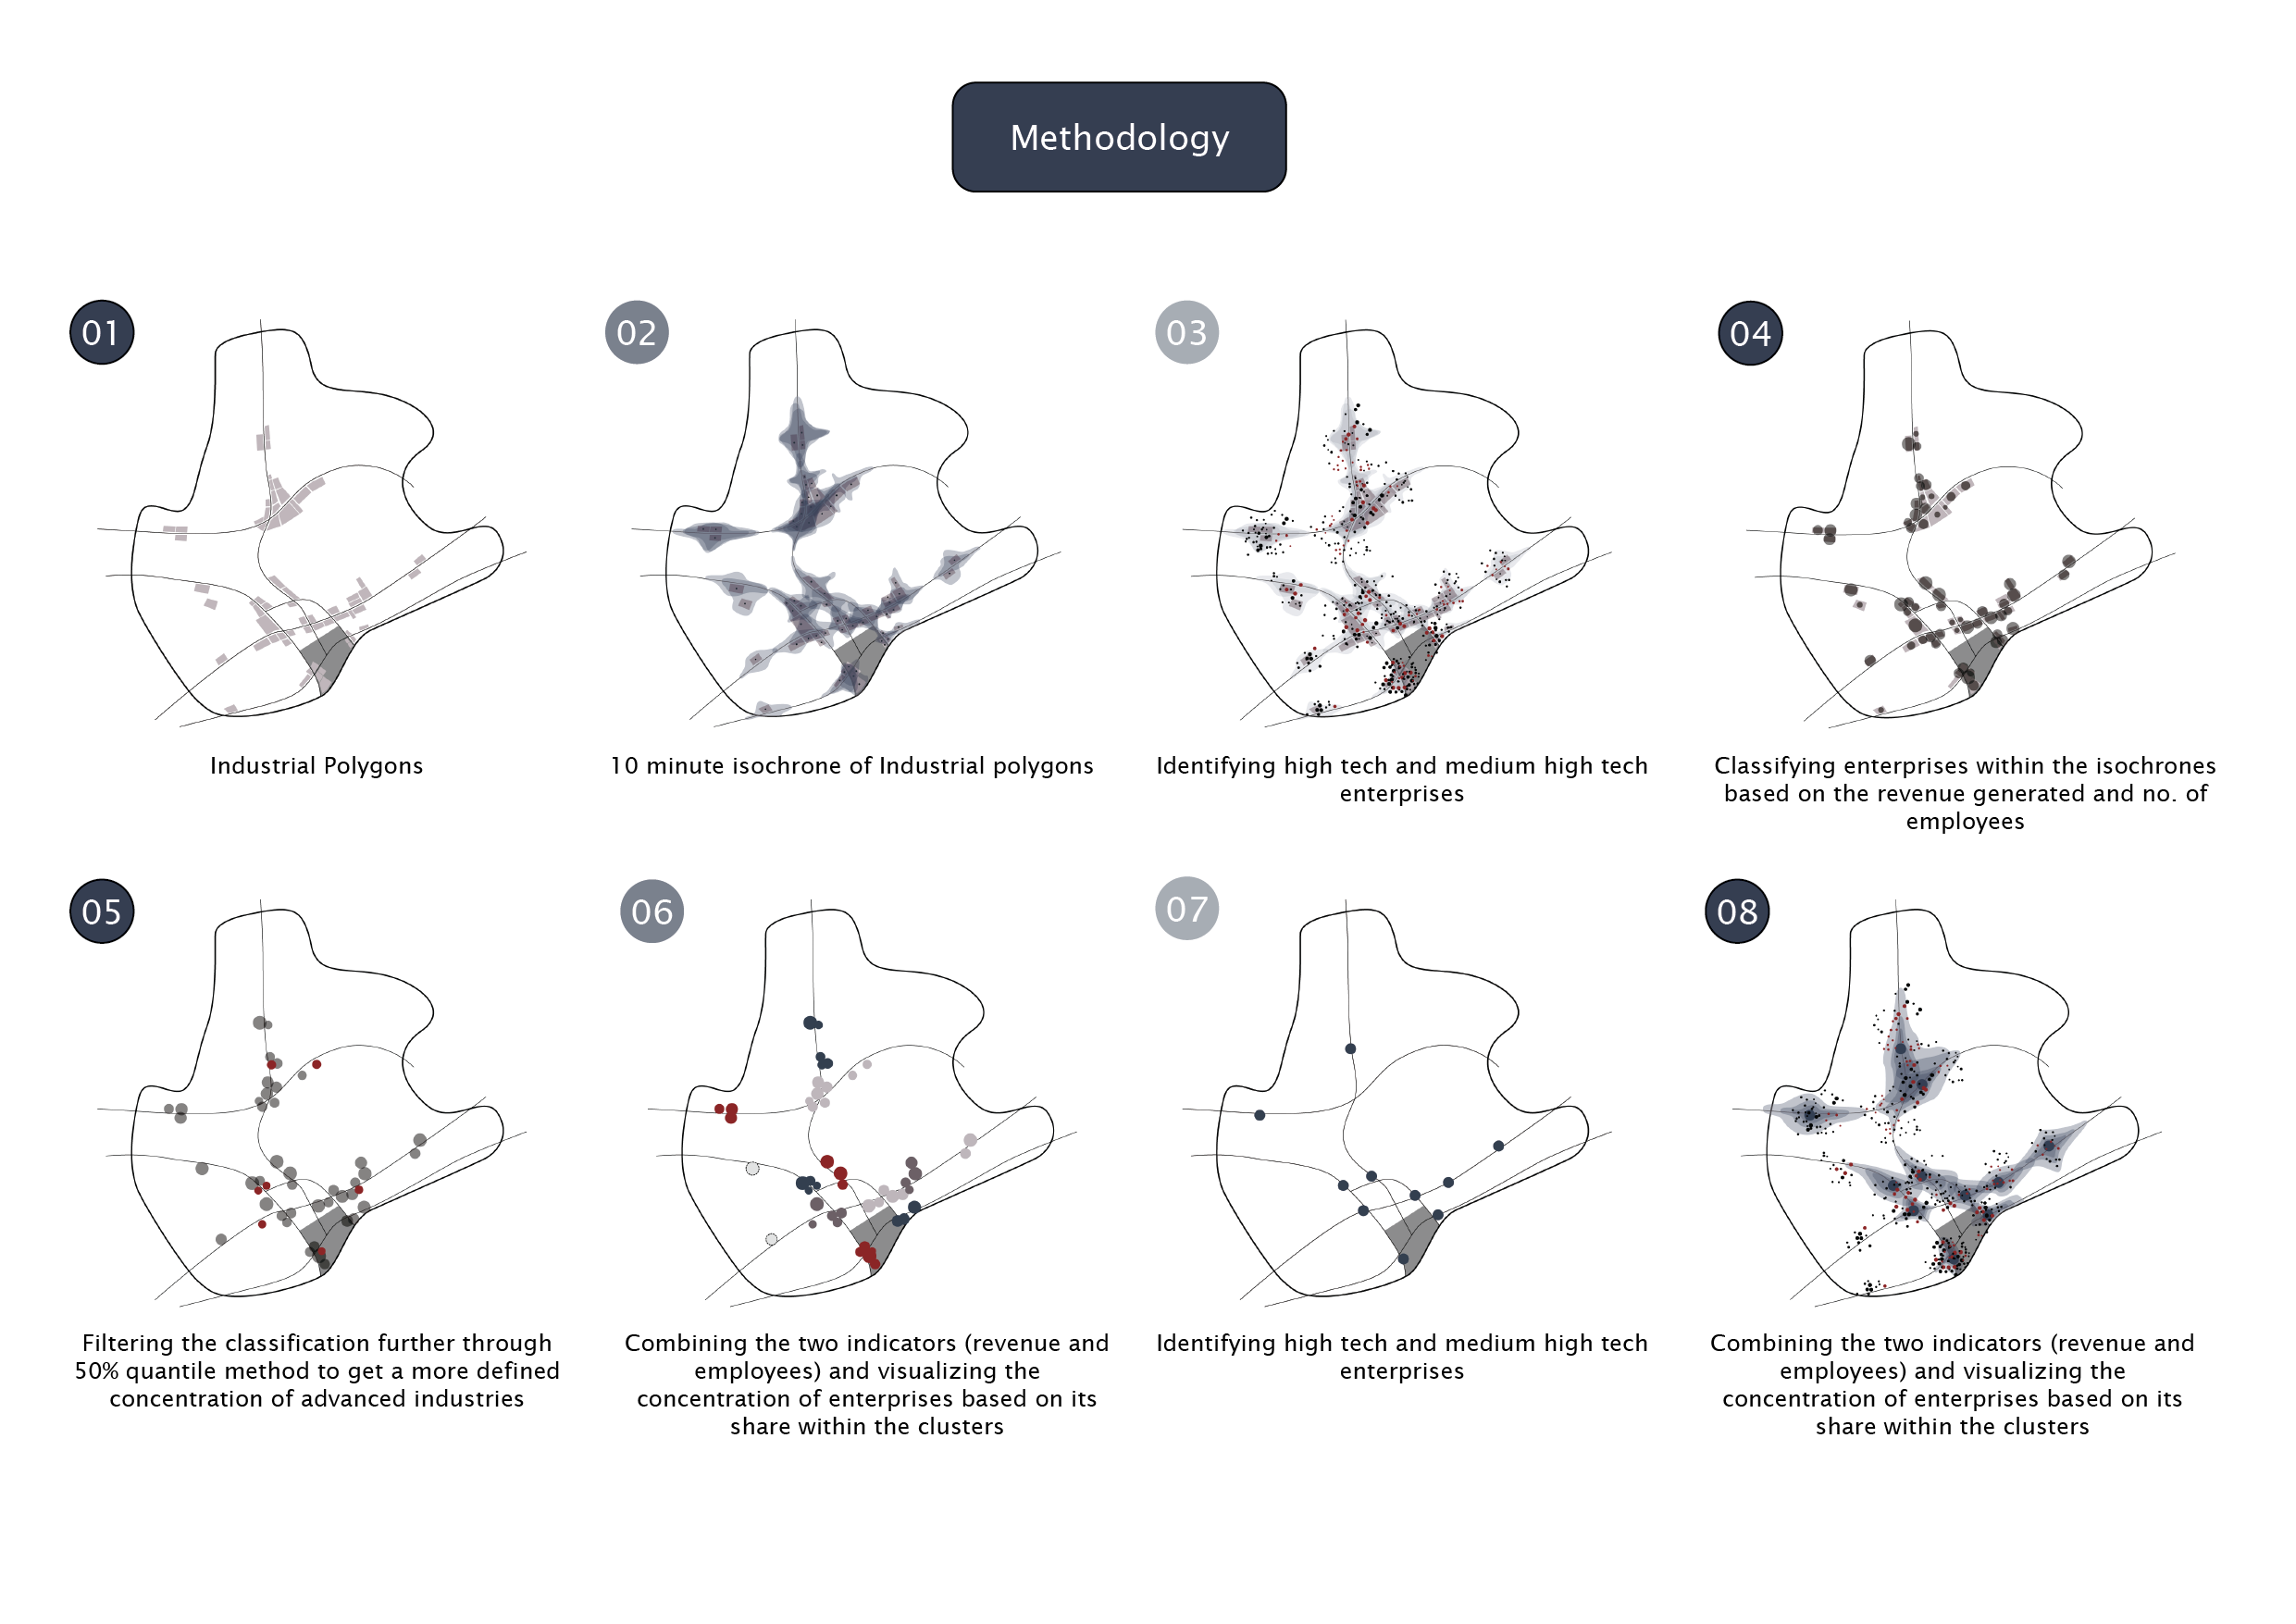 Methodology
01
02
03
04
Industrial Polygons
10 minute isochrone of Industrial polygons
Identifying high tech and medium high tech
enterprises
Classifying enterprises within the isochrones
based on the revenue generated and no. of
employees
05
06
07
08
Filtering the classification further through
50% quantile method to get a more defined
concentration of advanced industries
Combining the two indicators (revenue and
employees) and visualizing the
concentration of enterprises based on its
share within the clusters
Identifying high tech and medium high tech
enterprises
Combining the two indicators (revenue and
employees) and visualizing the
concentration of enterprises based on its
share within the clusters